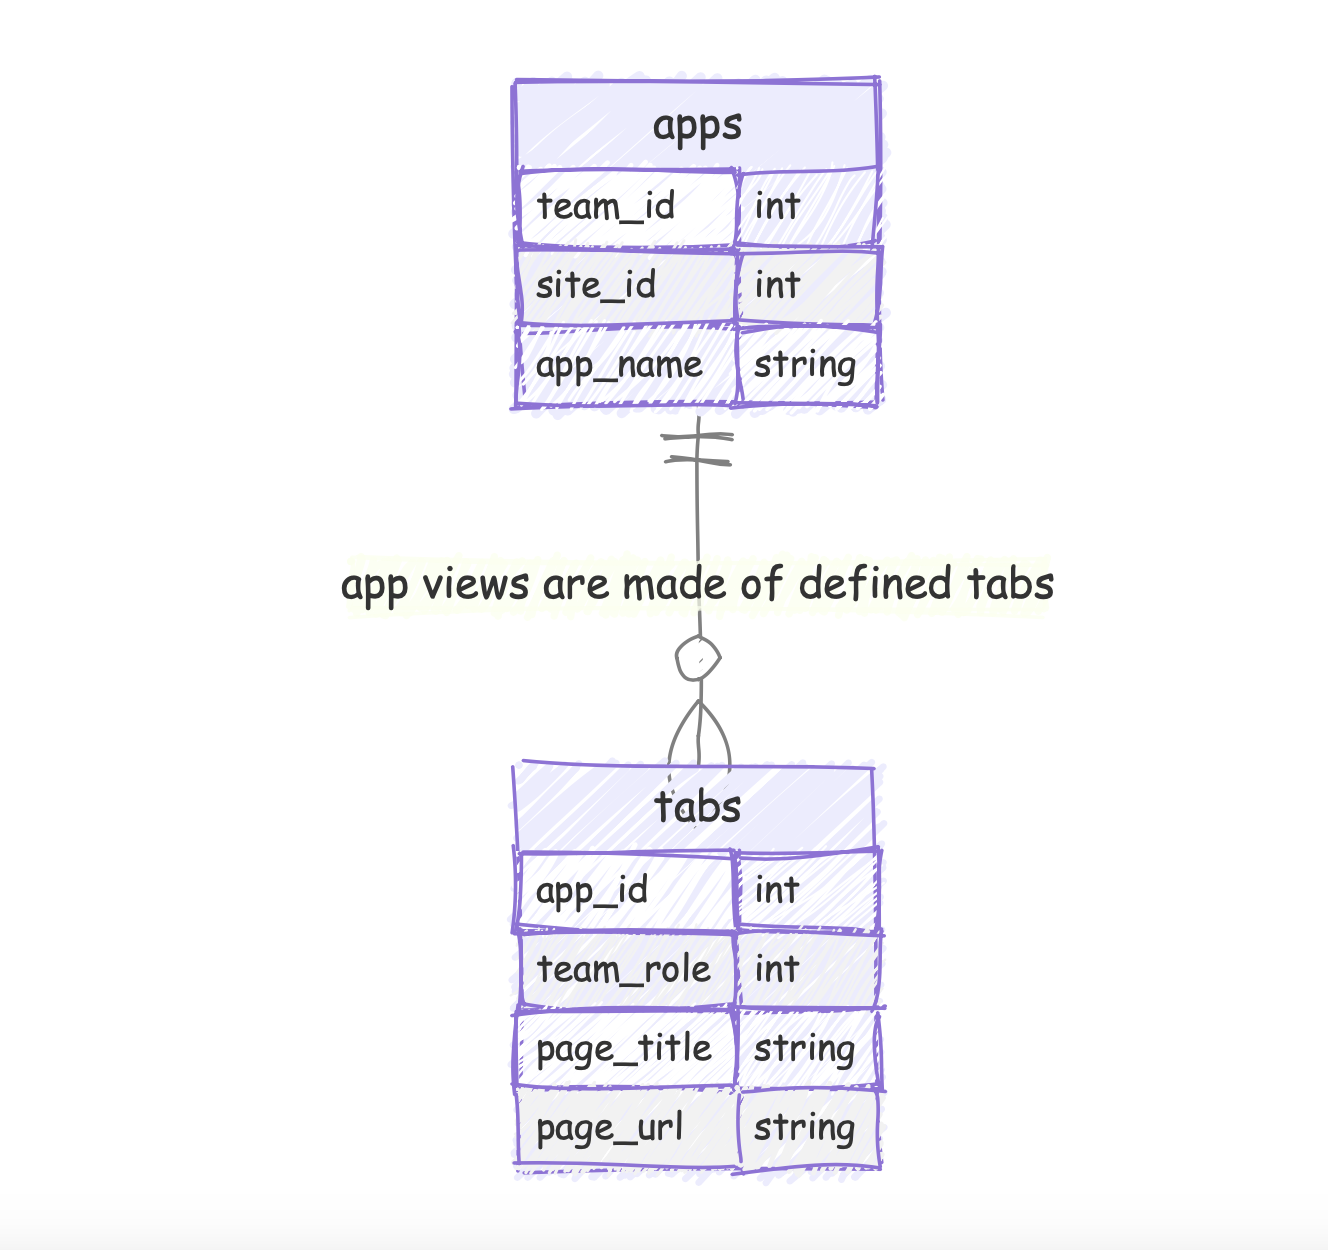 apps
team_id int
site_id int
app_name string
app views are made of defined tabs
tabs
app_id int
team_role int
page_title string
page_url string